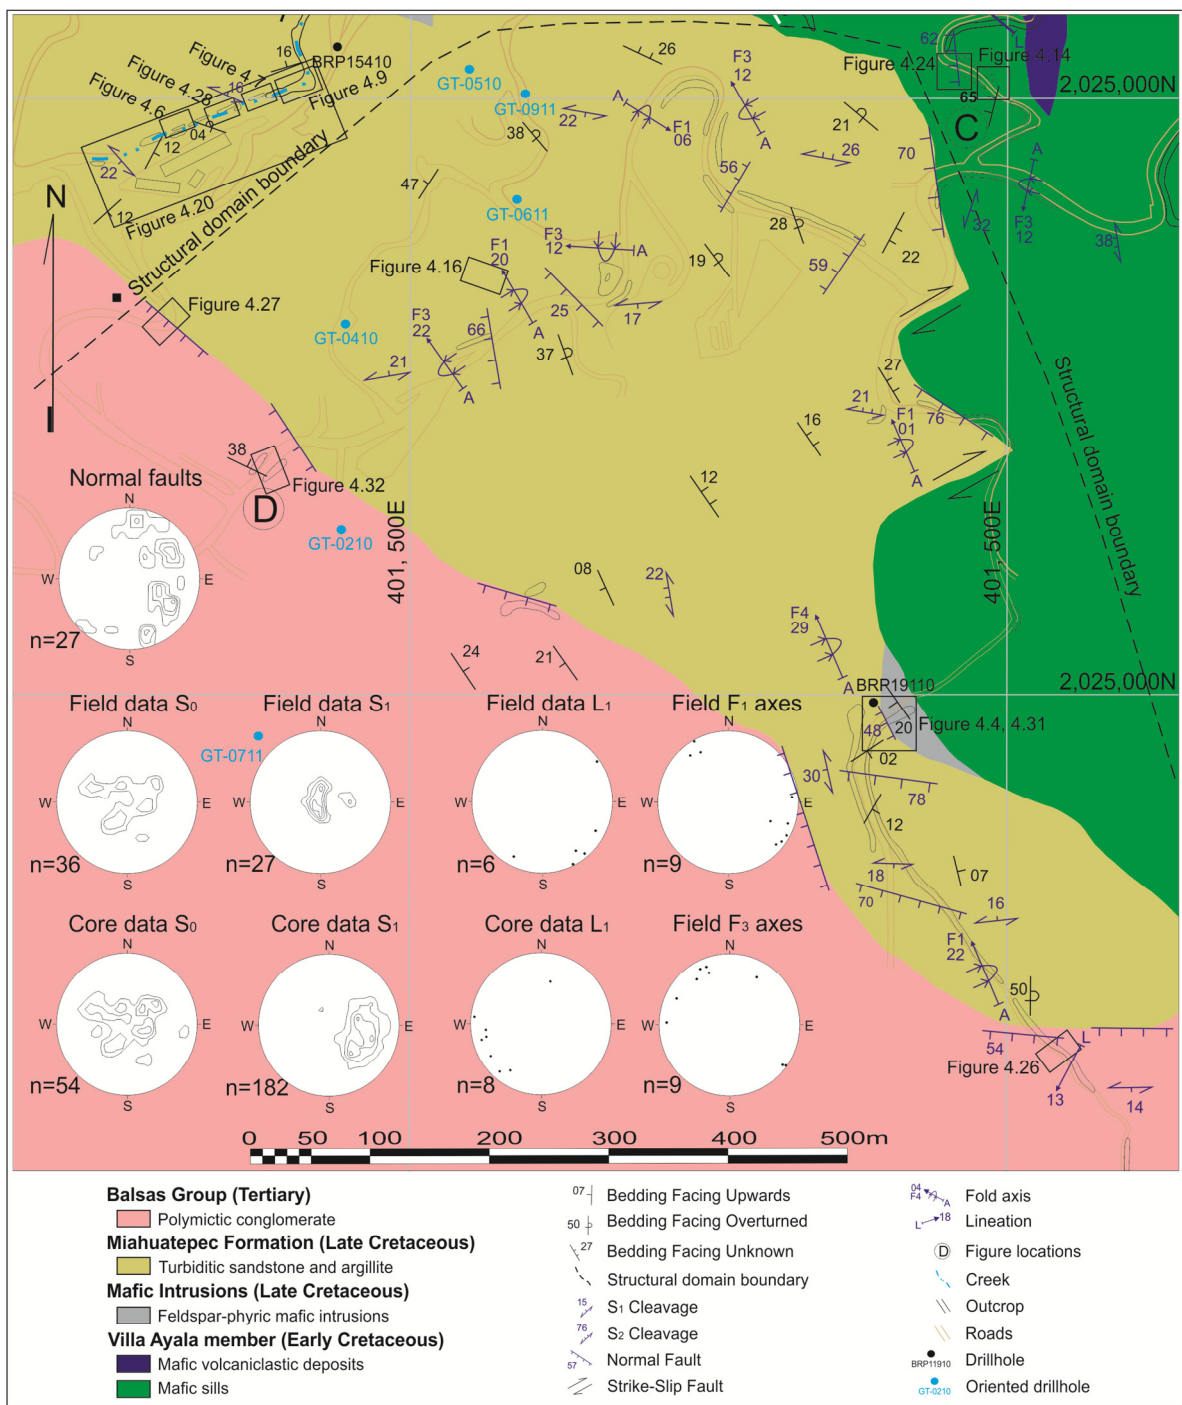 16
BRP15410
Figure 4.7
Figure 4.28
Figure 4.6
16
Figure 4.9
04
12
22
12
Figure 4.20
Structural domain boundary
N
GT-0510
GT-0911
26
F3
12
A
22
A
F1
06
A
38
21
26
56
47
GT-0611
62
Figure 4.24
Figure 4.14
L
2,025,000N
65
C
70
A
F3
12
32
38
28
22
19
59
F3
12
A
F1
20
Figure 4.16
A
25
17
Figure 4.27
GT-0410
F3
22
66
A
37
21
27
21
F1
01
76
A
16
12
Structural domain boundary
38
Figure 4.32
D
GT-0210
401, 500E
401, 500E
08
22
24
21
F4
29
A
2,025,000N
BRP19110
48
20
Figure 4.4, 4.31
02
30
78
12
18
07
70
16
F1
22
A
50
54
L
Figure 4.26
13
14
GT-0711
Normal faults
N
W
E
S
n=27
Field data S0
N
W
E
S
n=36
Field data S1
N
W
E
S
n=27
Field data L1
N
W
E
S
n=6
Field F1 axes
N
W
E
S
n=9
Core data S0
N
W
E
S
n=54
Core data S1
N
W
E
S
n=182
Core data L1
N
W
E
S
n=8
Field F3 axes
N
W
E
S
n=9
0 50 100 200 300 400 500m
Balsas Group (Tertiary)
Polymictic conglomerate
Miahuatepec Formation (Late Cretaceous)
Turbiditic sandstone and argillite
Mafic Intrusions (Late Cretaceous)
Feldspar-phyric mafic intrusions
Villa Ayala member (Early Cretaceous)
Mafic volcaniclastic deposits
Mafic sills
07 Bedding Facing Upwards
50 Bedding Facing Overturned
27 Bedding Facing Unknown
Structural domain boundary
15 S1 Cleavage
76 S2 Cleavage
57 Normal Fault
Strike-Slip Fault
04
F4 A Fold axis
L 18 Lineation
D Figure locations
Creek
Outcrop
Roads
BRP11910 Drillhole
GT-0210 Oriented drillhole